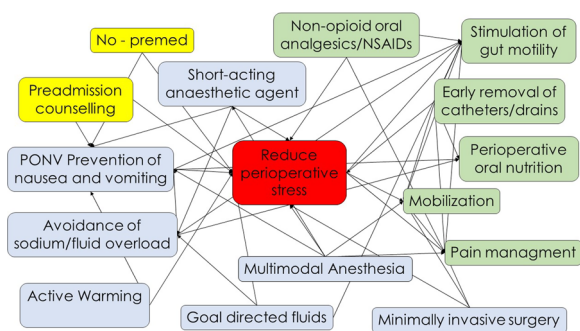 No - premed
Non-opioid oral
analgesics/NSAIDs
Stimulation of
gut motility
Short-acting
anaesthetic agent
Preadmission
counselling
Early removal of
catheters/drains
PONV Prevention of
nausea and vomiting
Reduce
perioperative
stress
Perioperative
oral nutrition
Mobilization
Avoidance of
sodium/fluid overload
Pain managment
Multimodal Anesthesia
Active Warming
Goal directed fluids
Minimally invasive surgery